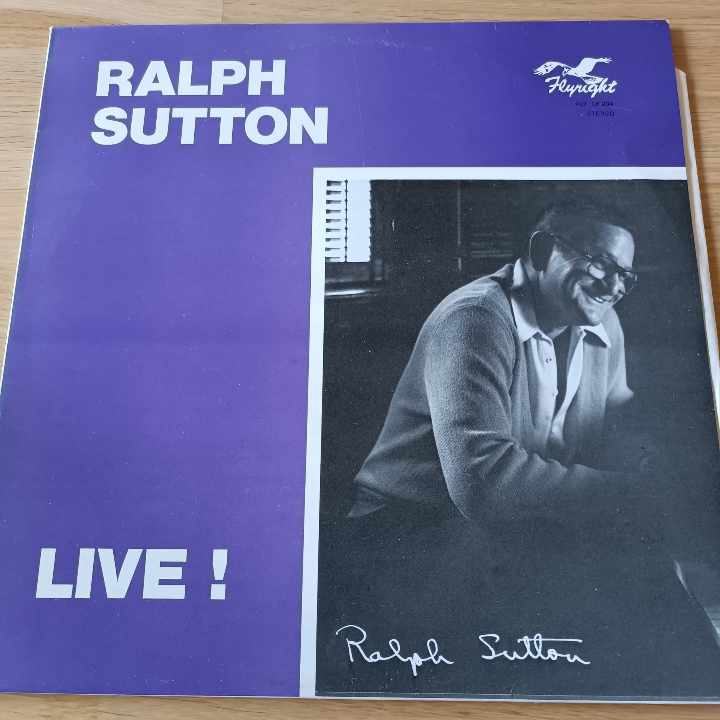 RALPH
SUTTON
Flyright
STEREO
LIVE !
Ralph Sutton